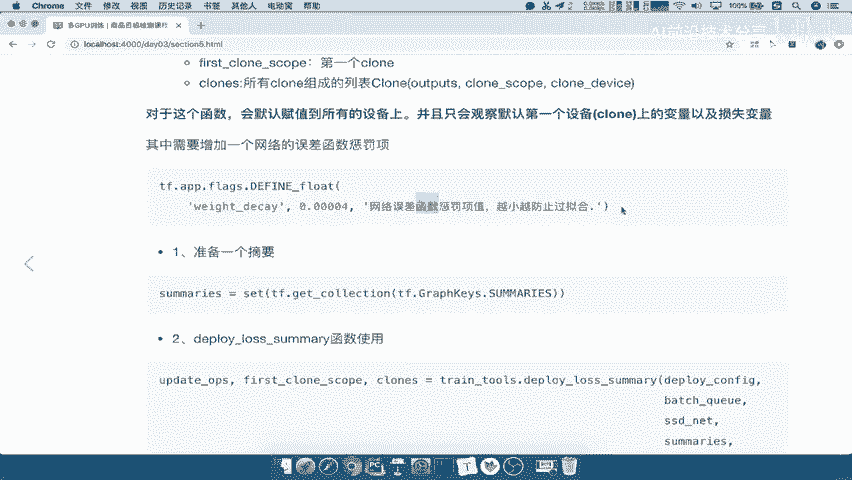 Chrome 文件 修改 视图 历史记录 书签 其他人 电动窝 帮助
100%
多GPU训练 | 商品目标检测课程
localhost:4000/day03/section5.html
first_clone_scope: 第一个clone
clones:所有clone组成的列表Clone(outputs, clone_scope, clone_device)
对于这个函数，会默认赋值到所有的设备上。并且只会观察默认第一个设备(clone)上的变量以及损失变量
其中需要增加一个网络的误差函数惩罚项
tf.app.flags.DEFINE_float(
'weight_decay', 0.00004, '网络误差函数惩罚项值，越小越防止过拟合.')
1、准备一个摘要
summaries = set(tf.get_collection(tf.GraphKeys.SUMMARIES))
2、deploy_loss_summary函数使用
update_ops, first_clone_scope, clones = train_tools.deploy_loss_summary(deploy_config,
batch_queue,
ssd_net,
summaries,